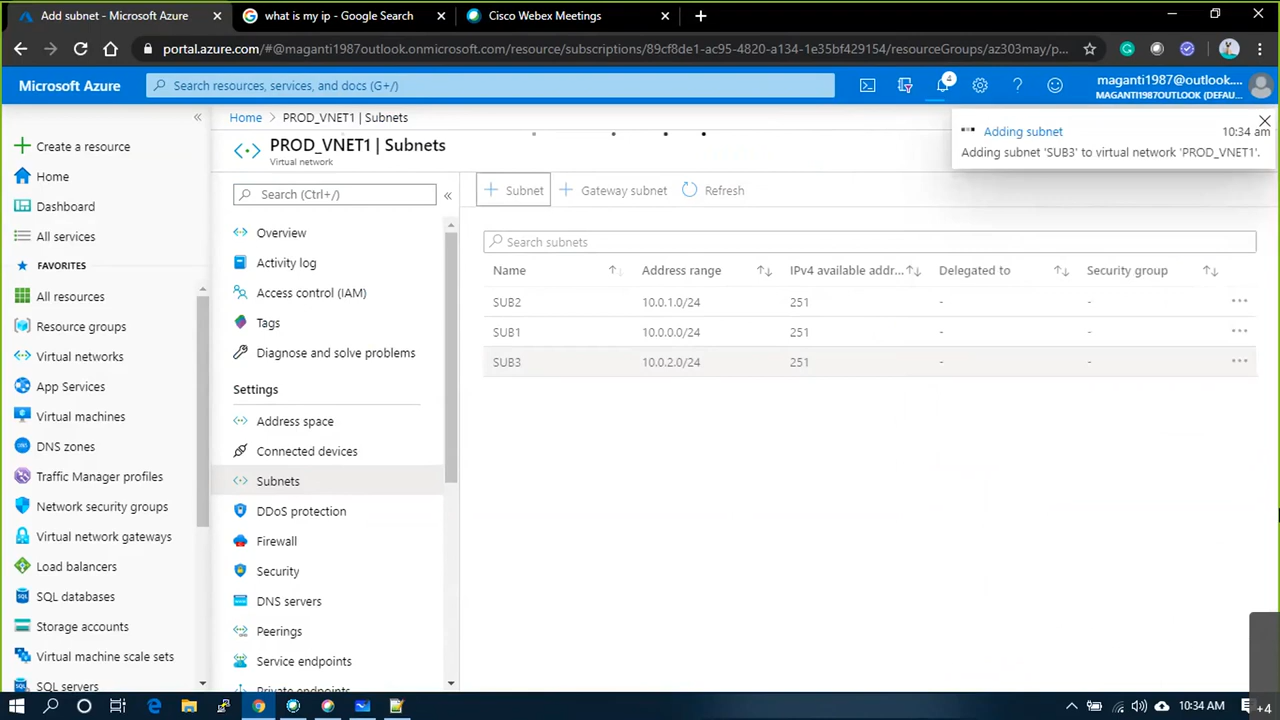 Add subnet - Microsoft Azure
what is my ip - Google Search
Cisco Webex Meetings
portal.azure.com/#@maganti1987outlook.onmicrosoft.com/resource/subscriptions/89cf8de1-ac95-4820-a134-1e35bf429154/resourceGroups/az303may/p...
Microsoft Azure
Search resources, services, and docs (G+/)
4
maganti1987@outlook....
MAGANTI1987OUTLOOK (DEFAU...
Create a resource
Home
Dashboard
All services
FAVORITES
All resources
Resource groups
Virtual networks
App Services
Virtual machines
DNS zones
Traffic Manager profiles
Network security groups
Virtual network gateways
Load balancers
SQL databases
Storage accounts
Virtual machine scale sets
SQL servers
Home > PROD_VNET1 | Subnets
PROD_VNET1 | Subnets
Virtual network
Search (Ctrl+/)
Overview
Activity log
Access control (IAM)
Tags
Diagnose and solve problems
Settings
Address space
Connected devices
Subnets
DDoS protection
Firewall
Security
DNS servers
Peerings
Service endpoints
Private endpoints
Adding subnet 10:34 am
Adding subnet 'SUB3' to virtual network 'PROD_VNET1'.
+ Subnet + Gateway subnet Refresh
Search subnets
Name Address range IPv4 available addr... Delegated to Security group
SUB2 10.0.1.0/24 251 - -
SUB1 10.0.0.0/24 251 - -
SUB3 10.0.2.0/24 251 - -
10:34 AM
+4